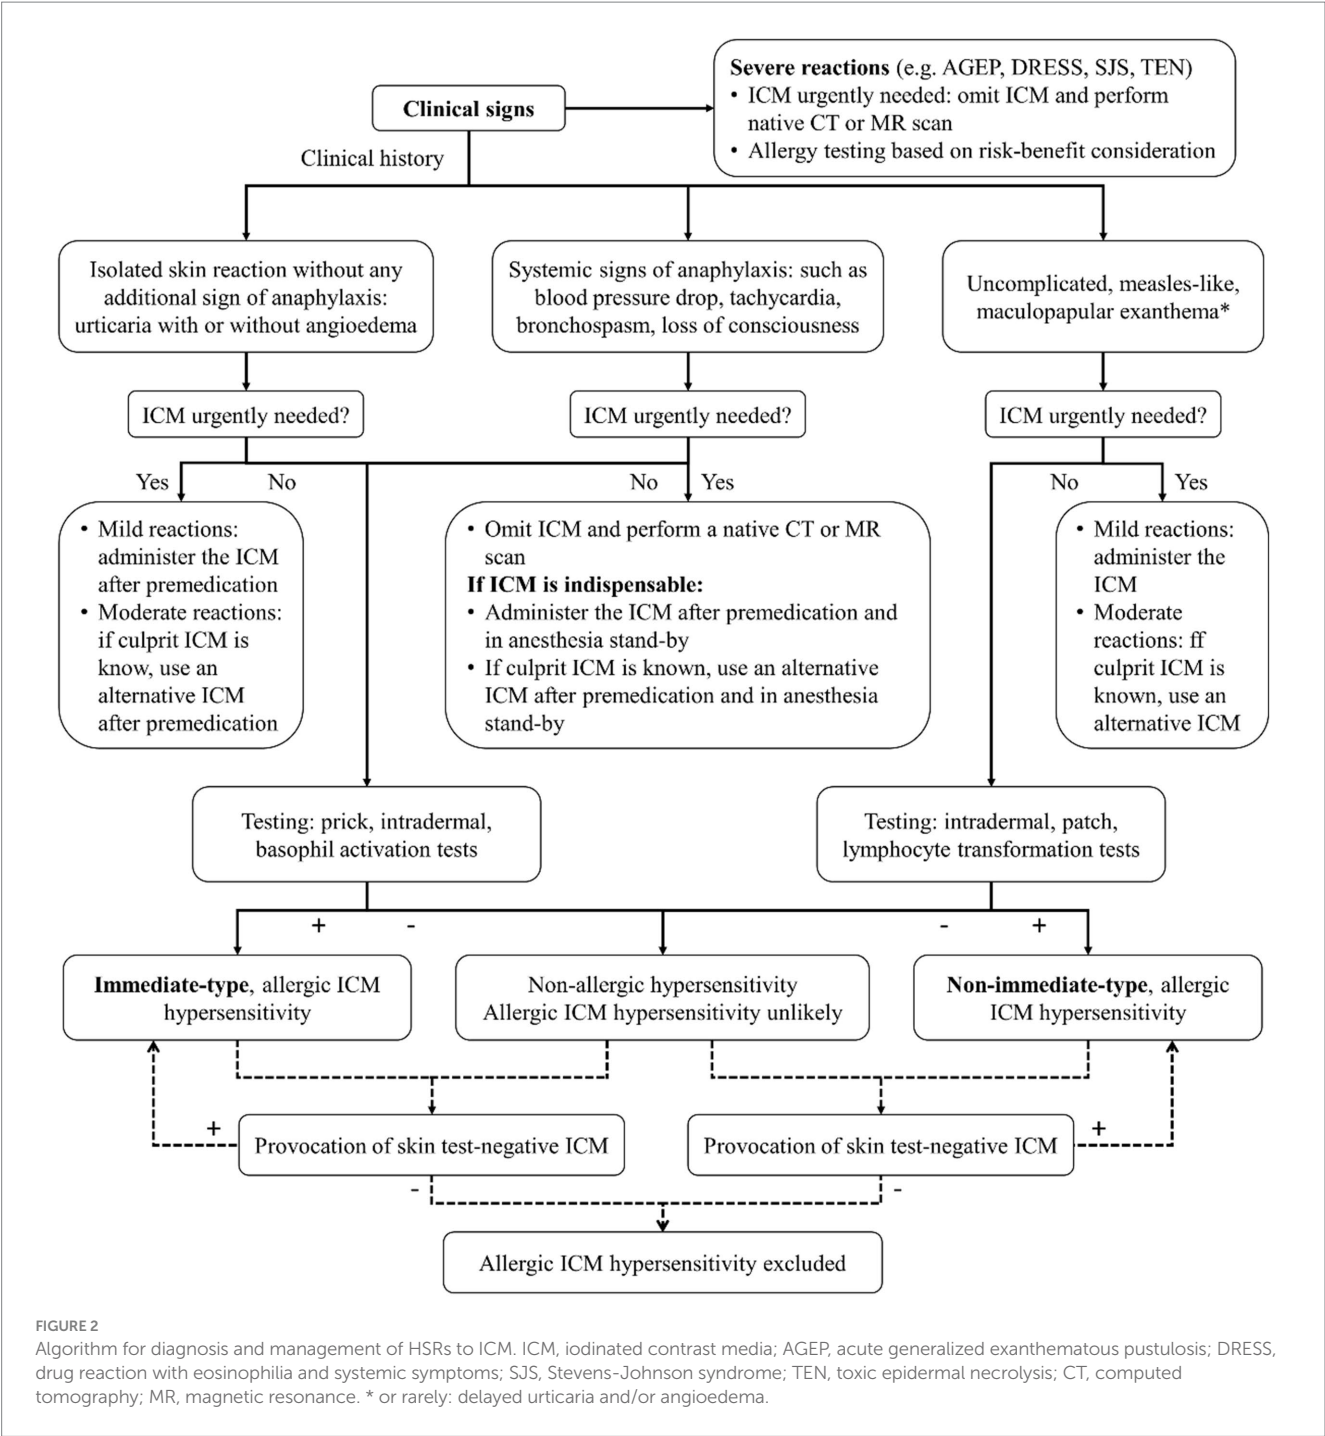 Severe reactions (e.g. AGEP, DRESS, SJS, TEN)
• ICM urgently needed: omit ICM and perform
native CT or MR scan
• Allergy testing based on risk-benefit consideration
Clinical signs
Clinical history
Isolated skin reaction without any
additional sign of anaphylaxis:
urticaria with or without angioedema
Systemic signs of anaphylaxis: such as
blood pressure drop, tachycardia,
bronchospasm, loss of consciousness
Uncomplicated, measles-like,
maculopapular exanthema*
ICM urgently needed?
ICM urgently needed?
ICM urgently needed?
Yes
No
No
Yes
No
Yes
• Mild reactions:
administer the ICM
after premedication
• Moderate reactions:
if culprit ICM is
know, use an
alternative ICM
after premedication
• Omit ICM and perform a native CT or MR
scan
If ICM is indispensable:
• Administer the ICM after premedication and
in anesthesia stand-by
• If culprit ICM is known, use an alternative
ICM after premedication and in anesthesia
stand-by
• Mild reactions:
administer the
ICM
• Moderate
reactions: ff
culprit ICM is
known, use an
alternative ICM
Testing: prick, intradermal,
basophil activation tests
Testing: intradermal, patch,
lymphocyte transformation tests
+
-
-
+
Immediate-type, allergic ICM
hypersensitivity
Non-allergic hypersensitivity
Allergic ICM hypersensitivity unlikely
Non-immediate-type, allergic
ICM hypersensitivity
+
Provocation of skin test-negative ICM
Provocation of skin test-negative ICM
+
-
-
Allergic ICM hypersensitivity excluded
FIGURE 2
Algorithm for diagnosis and management of HSRs to ICM. ICM, iodinated contrast media; AGEP, acute generalized exanthematous pustulosis; DRESS,
drug reaction with eosinophilia and systemic symptoms; SJS, Stevens-Johnson syndrome; TEN, toxic epidermal necrolysis; CT, computed
tomography; MR, magnetic resonance. * or rarely: delayed urticaria and/or angioedema.